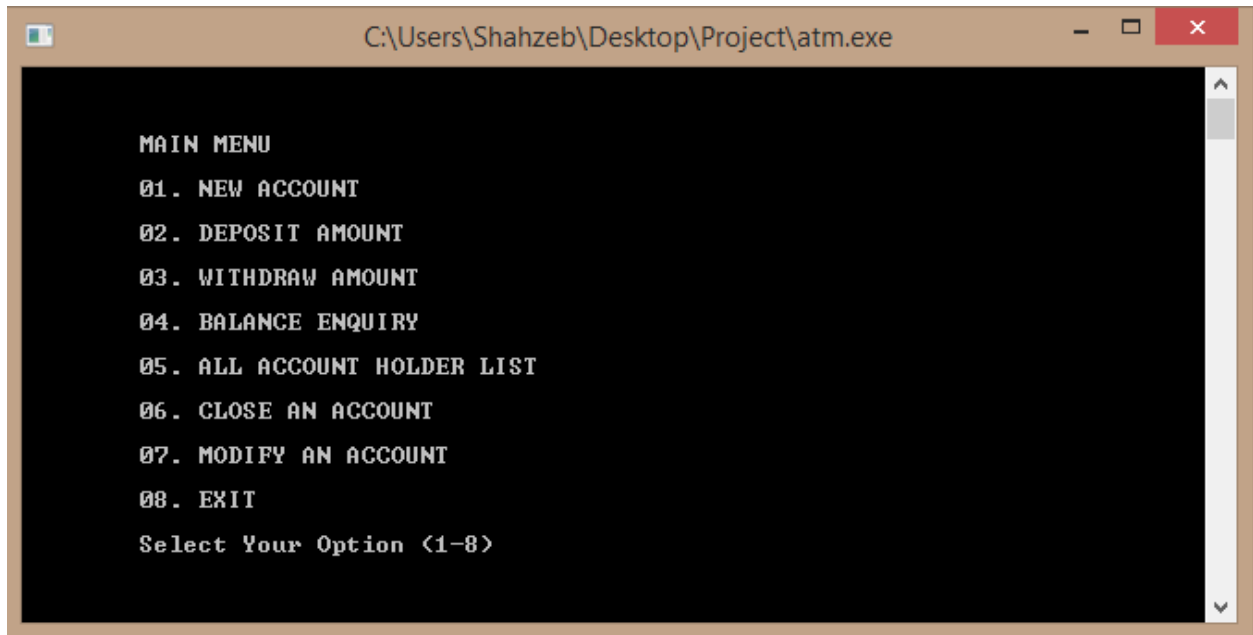 C:\Users\Shahzeb\Desktop\Project\atm.exe
MAIN MENU
01. NEW ACCOUNT
02. DEPOSIT AMOUNT
03. WITHDRAW AMOUNT
04. BALANCE ENQUIRY
05. ALL ACCOUNT HOLDER LIST
06. CLOSE AN ACCOUNT
07. MODIFY AN ACCOUNT
08. EXIT
Select Your Option (1-8)